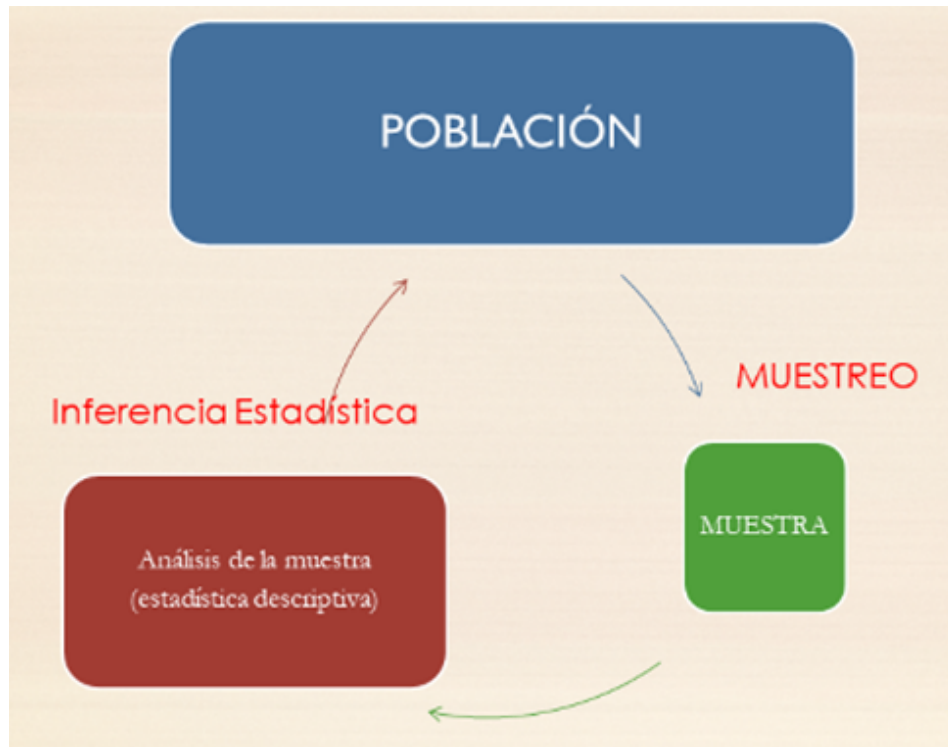 POBLACIÓN
MUESTREO
Inferencia Estadística
MUESTRA
Análisis de la muestra
(estadística descriptiva)